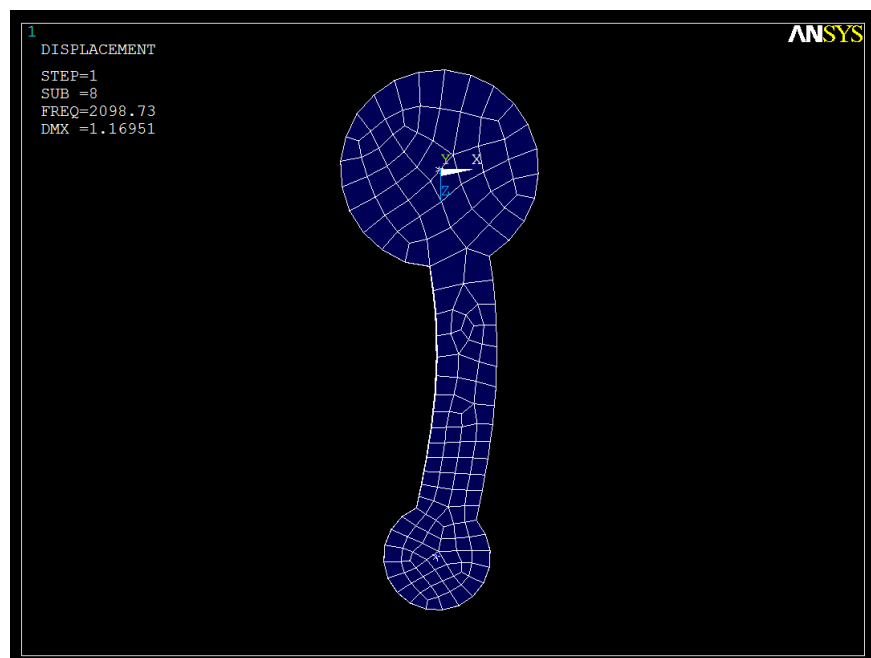 1
ANSYS
DISPLACEMENT
STEP=1
SUB =8
FREQ=2098.73
DMX =1.16951
Y
X
Z